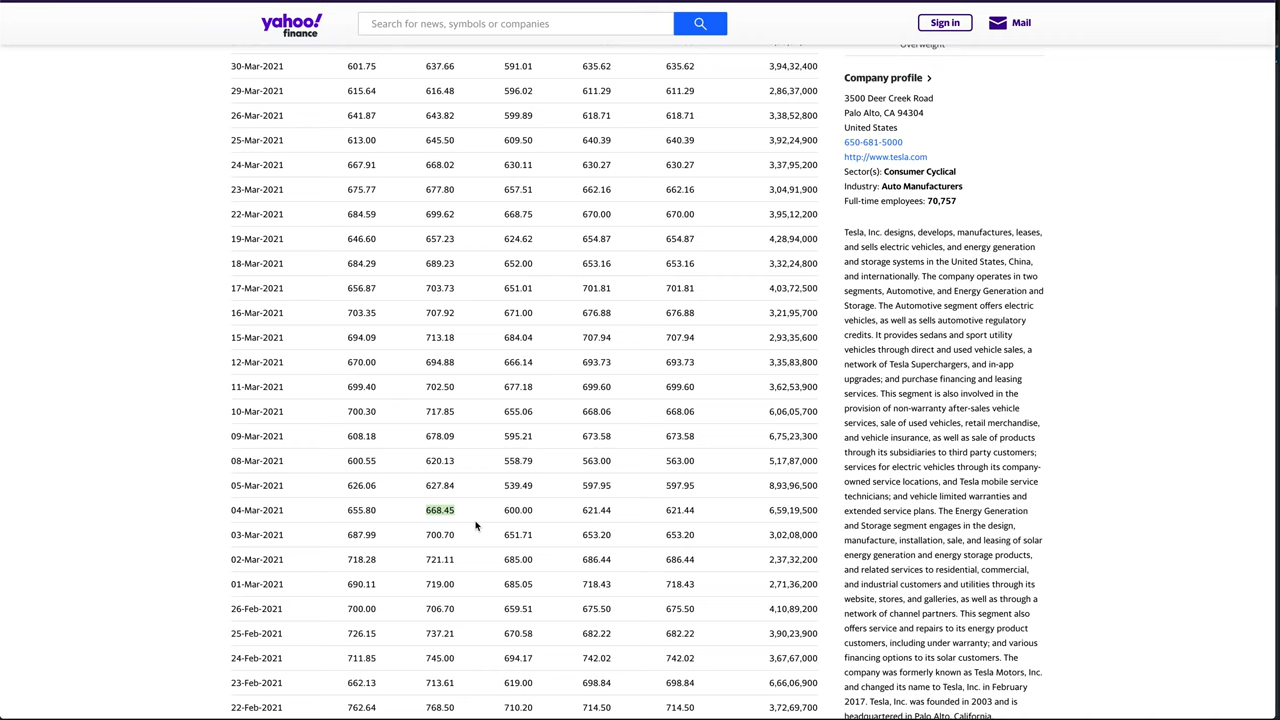 yahoo!
finance
Search for news, symbols or companies
Sign in
Mail
30-Mar-2021 601.75 637.66 591.01 635.62 635.62 3,94,32,400
29-Mar-2021 615.64 616.48 596.02 611.29 611.29 2,86,37,000
26-Mar-2021 641.87 643.82 599.89 618.71 618.71 3,38,52,800
25-Mar-2021 613.00 645.50 609.50 640.39 640.39 3,92,24,900
24-Mar-2021 667.91 668.02 630.11 630.27 630.27 3,37,95,200
23-Mar-2021 675.77 677.80 657.51 662.16 662.16 3,04,91,900
22-Mar-2021 684.59 699.62 668.75 670.00 670.00 3,95,12,200
19-Mar-2021 646.60 657.23 624.62 654.87 654.87 4,28,94,000
18-Mar-2021 684.29 689.23 652.00 653.16 653.16 3,32,24,800
17-Mar-2021 656.87 703.73 651.01 701.81 701.81 4,03,72,500
16-Mar-2021 703.35 707.92 671.00 676.88 676.88 3,21,95,700
15-Mar-2021 694.09 713.18 684.04 707.94 707.94 2,93,35,600
12-Mar-2021 670.00 694.88 666.14 693.73 693.73 3,35,83,800
11-Mar-2021 699.40 702.50 677.18 699.60 699.60 3,62,53,900
10-Mar-2021 700.30 717.85 655.06 668.06 668.06 6,06,05,700
09-Mar-2021 608.18 678.09 595.21 673.58 673.58 6,75,23,300
08-Mar-2021 600.55 620.13 558.79 563.00 563.00 5,17,87,000
05-Mar-2021 626.06 627.84 539.49 597.95 597.95 8,93,96,500
04-Mar-2021 655.80 668.45 600.00 621.44 621.44 6,59,19,500
03-Mar-2021 687.99 700.70 651.71 653.20 653.20 3,02,08,000
02-Mar-2021 718.28 721.11 685.00 686.44 686.44 2,37,32,200
01-Mar-2021 690.11 719.00 685.05 718.43 718.43 2,71,36,200
26-Feb-2021 700.00 706.70 659.51 675.50 675.50 4,10,89,200
25-Feb-2021 726.15 737.21 670.58 682.22 682.22 3,90,23,900
24-Feb-2021 711.85 745.00 694.17 742.02 742.02 3,67,67,000
23-Feb-2021 662.13 713.61 619.00 698.84 698.84 6,66,06,900
22-Feb-2021 762.64 768.50 710.20 714.50 714.50 3,72,69,700
Overweight
Company profile
3500 Deer Creek Road
Palo Alto, CA 94304
United States
650-681-5000
http://www.tesla.com
Sector(s): Consumer Cyclical
Industry: Auto Manufacturers
Full-time employees: 70,757
Tesla, Inc. designs, develops, manufactures, leases,
and sells electric vehicles, and energy generation
and storage systems in the United States, China,
and internationally. The company operates in two
segments, Automotive, and Energy Generation and
Storage. The Automotive segment offers electric
vehicles, as well as sells automotive regulatory
credits. It provides sedans and sport utility
vehicles through direct and used vehicle sales, a
network of Tesla Superchargers, and in-app
upgrades; and purchase financing and leasing
services. This segment is also involved in the
provision of non-warranty after-sales vehicle
services, sale of used vehicles, retail merchandise,
and vehicle insurance, as well as sale of products
through its subsidiaries to third party customers;
services for electric vehicles through its company-
owned service locations, and Tesla mobile service
technicians; and vehicle limited warranties and
extended service plans. The Energy Generation
and Storage segment engages in the design,
manufacture, installation, sale, and leasing of solar
energy generation and energy storage products,
and related services to residential, commercial,
and industrial customers and utilities through its
website, stores, and galleries, as well as through a
network of channel partners. This segment also
offers service and repairs to its energy product
customers, including under warranty; and various
financing options to its solar customers. The
company was formerly known as Tesla Motors, Inc.
and changed its name to Tesla, Inc. in February
2017. Tesla, Inc. was founded in 2003 and is
headquartered in Palo Alto, California.